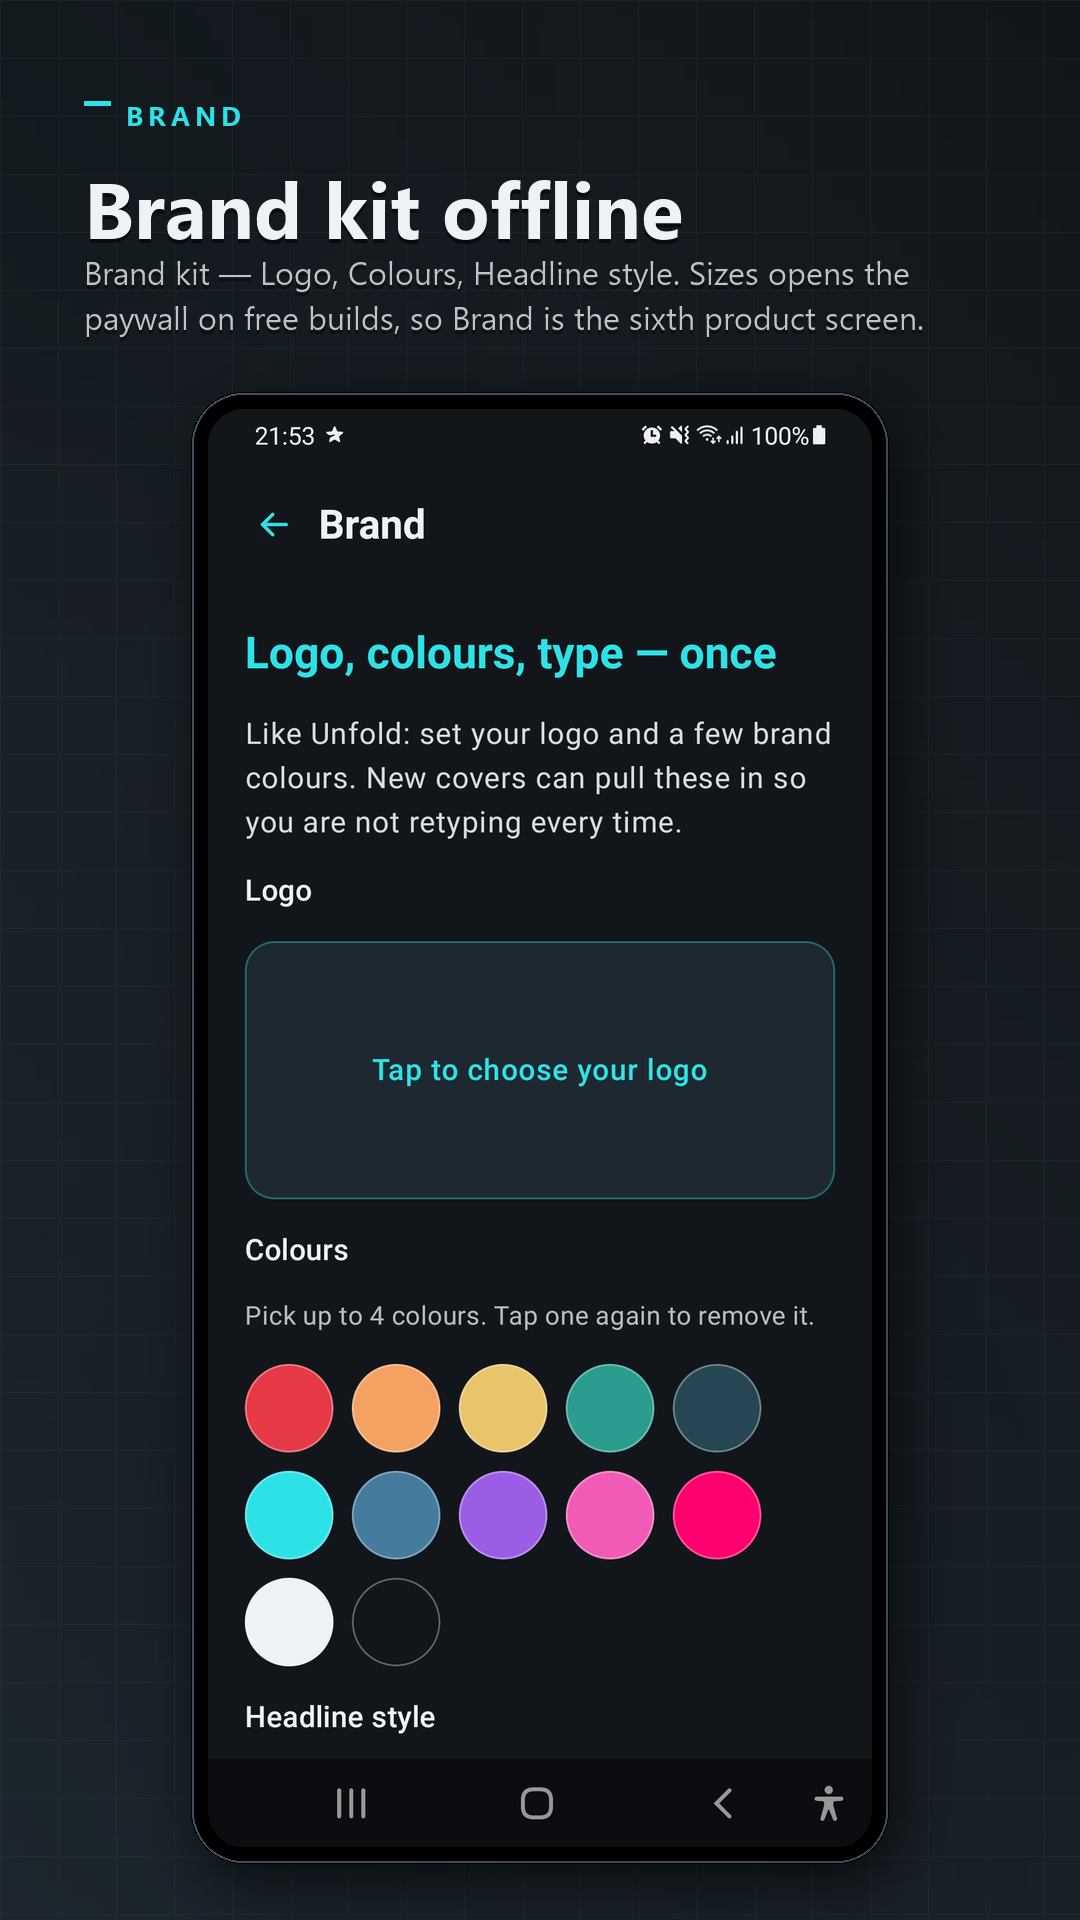 BRAND
Brand kit offline
Brand kit — Logo, Colours, Headline style. Sizes opens the
paywall on free builds, so Brand is the sixth product screen.
21:53
100%
Brand
Logo, colours, type — once
Like Unfold: set your logo and a few brand
colours. New covers can pull these in so
you are not retyping every time.
Logo
Tap to choose your logo
Colours
Pick up to 4 colours. Tap one again to remove it.
Headline style